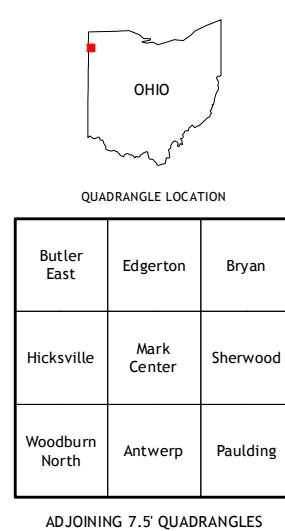 OHIO
QUADRANGLE LOCATION
Butler
East
Edgerton
Bryan
Hicksville
Mark
Center
Sherwood
Woodburn
North
Antwerp
Paulding
ADJOINING 7.5' QUADRANGLES